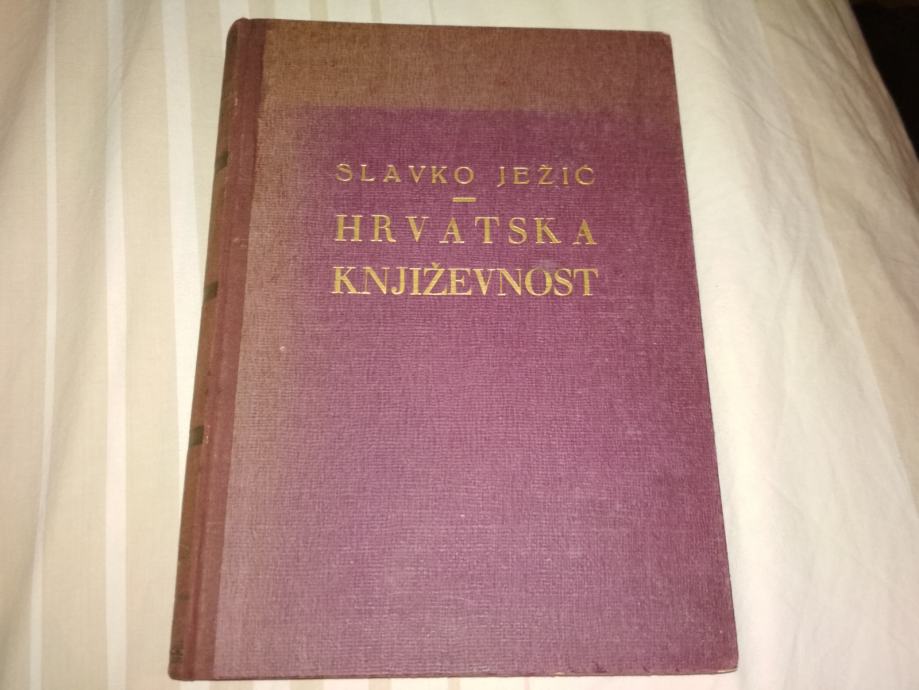 SLAVKO JEŽIĆ
HRVATSKA
KNJIŽEVNOST